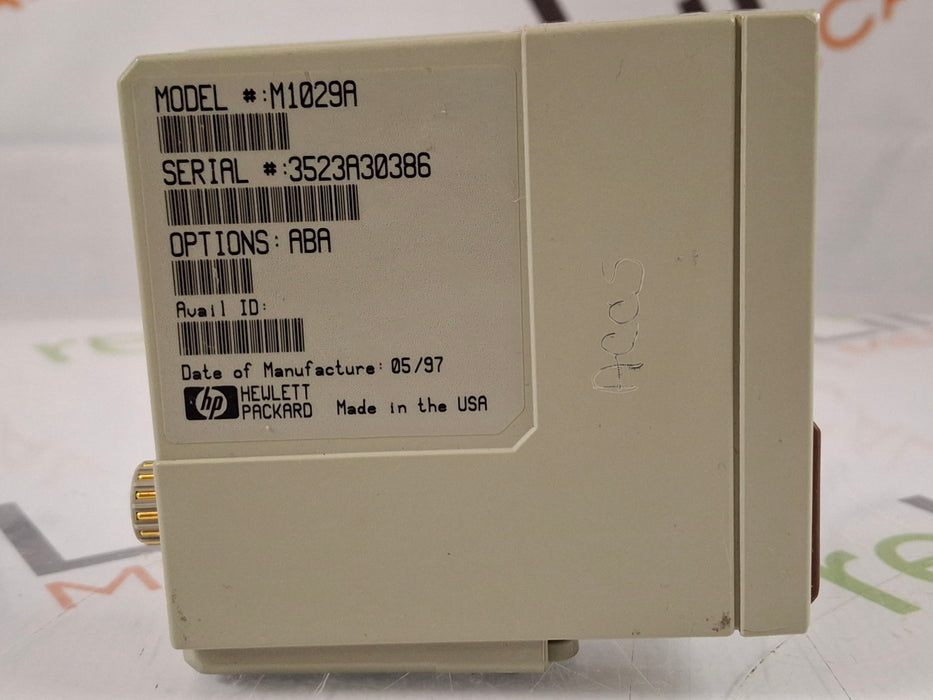 MODEL #:M1029A
SERIAL #:3523A30386
OPTIONS: ABA
Avail ID:
Date of Manufacture: 05/97
hp HEWLETT
PACKARD Made in the USA
ACCS